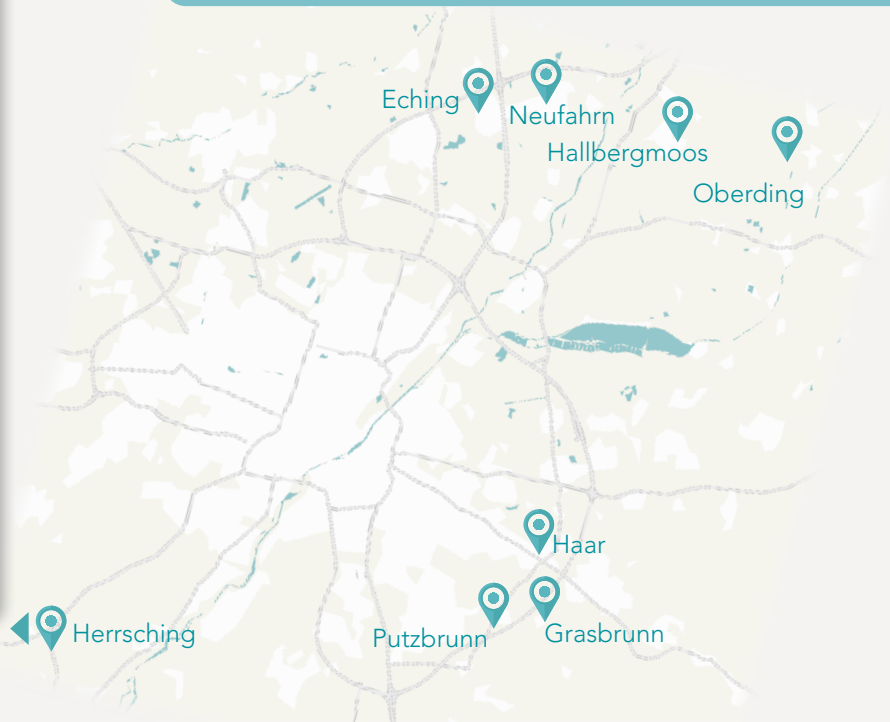 Eching
Neufahrn
Hallbergmoos
Oberding
Haar
Herrsching
Putzbrunn
Grasbrunn